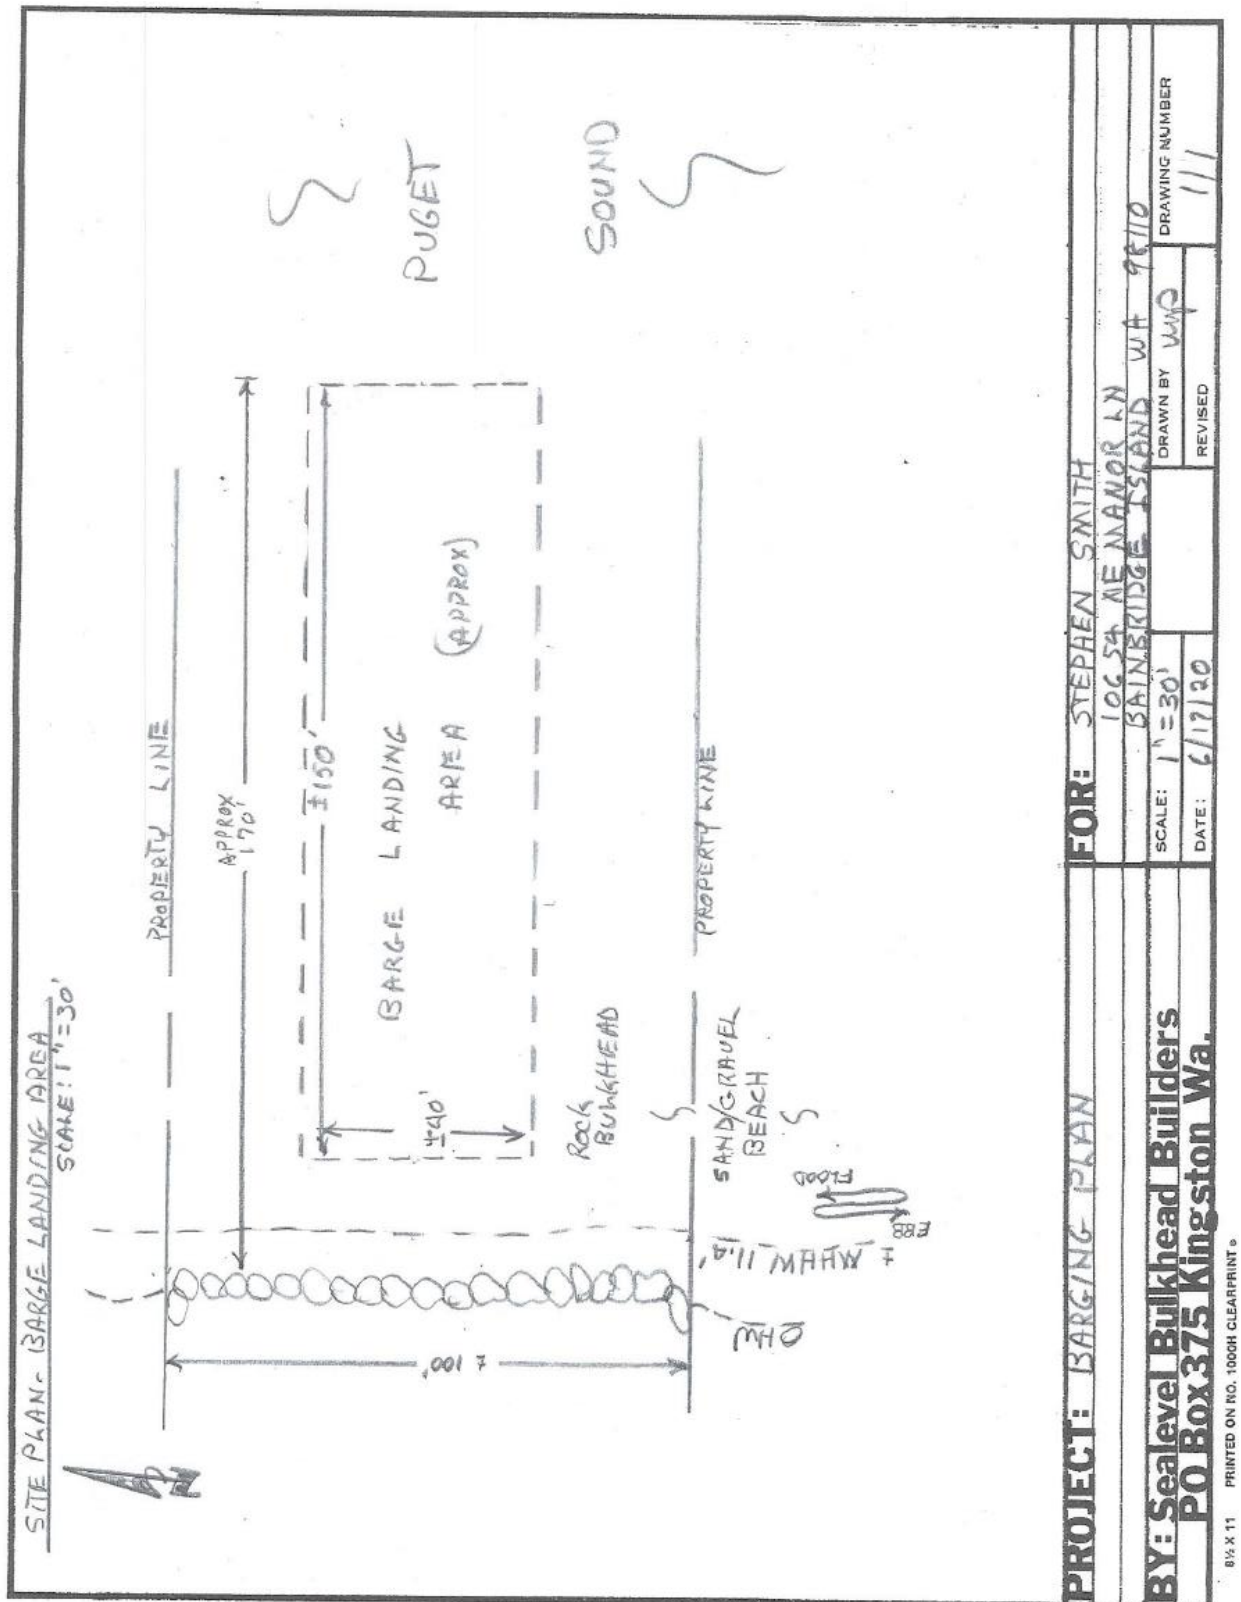 SITE PLAN - BARGE LANDING AREA
SCALE: 1" = 30'
PROPERTY LINE
APPROX
170'
± 150'
BARGE LANDING
AREA (APPROX)
± 40'
PUGET
SOUND
ROCK
BULKHEAD
PROPERTY LINE
SAND/GRAVEL
BEACH
FLOOD
EBB
± MHHW 11.2'
OHW
± 100'
N
PROJECT: BARGING PLAN
FOR: STEPHEN SMITH
10654 NE MANOR LN
BAINBRIDGE ISLAND WA 98110
BY: Sealevel Bulkhead Builders
PO Box 375 Kingston Wa.
SCALE: 1" = 30'
DATE: 6/17/20
DRAWN BY
REVISED
DRAWING NUMBER
1/1
8½ X 11 PRINTED ON NO. 1000H CLEARPRINT